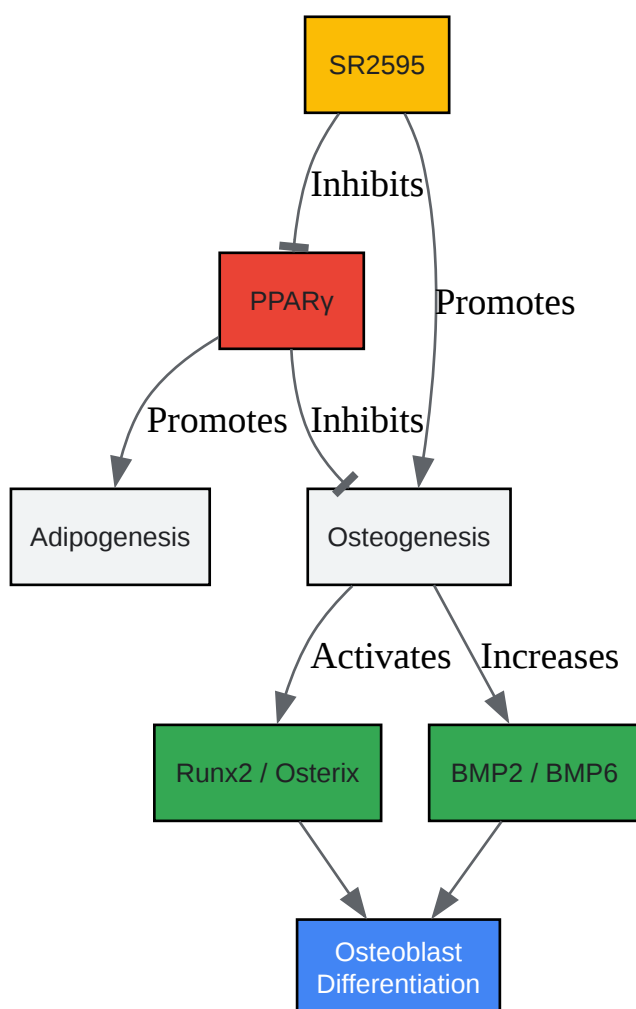 SR2595
Inhibits
PPARγ
Promotes
Promotes
Inhibits
Adipogenesis
Osteogenesis
Activates
Increases
Runx2 / Osterix
BMP2 / BMP6
Osteoblast
Differentiation